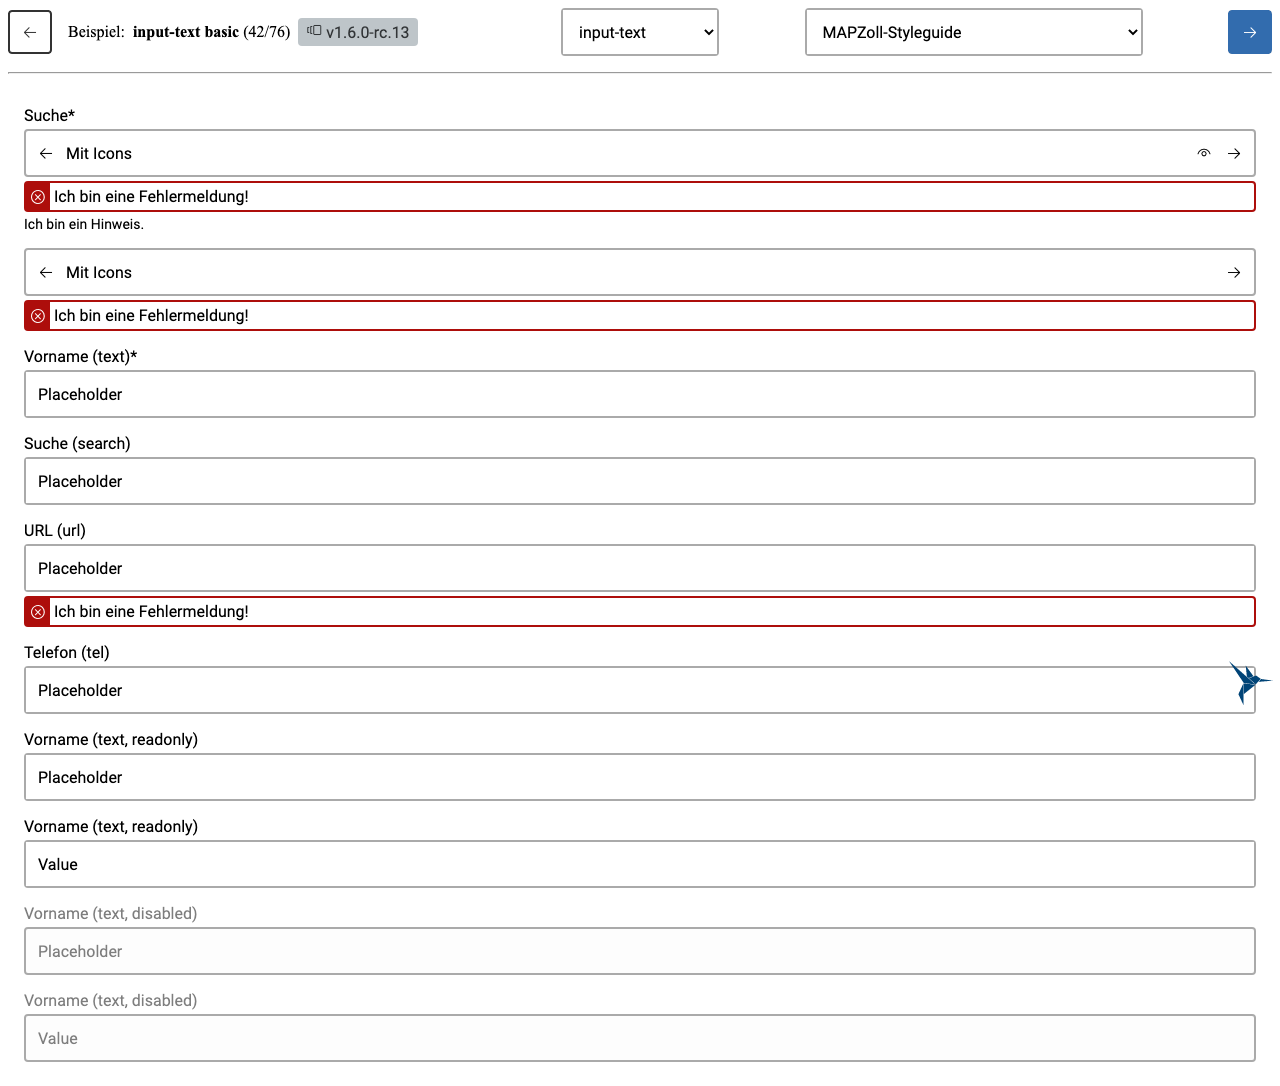 Beispiel: input-text basic (42/76) v1.6.0-rc.13 input-text MAPZoll-Styleguide
Suche*
Mit Icons
Ich bin eine Fehlermeldung!
Ich bin ein Hinweis.
Mit Icons
Ich bin eine Fehlermeldung!
Vorname (text)*
Placeholder
Suche (search)
Placeholder
URL (url)
Placeholder
Ich bin eine Fehlermeldung!
Telefon (tel)
Placeholder
Vorname (text, readonly)
Placeholder
Vorname (text, readonly)
Value
Vorname (text, disabled)
Placeholder
Vorname (text, disabled)
Value